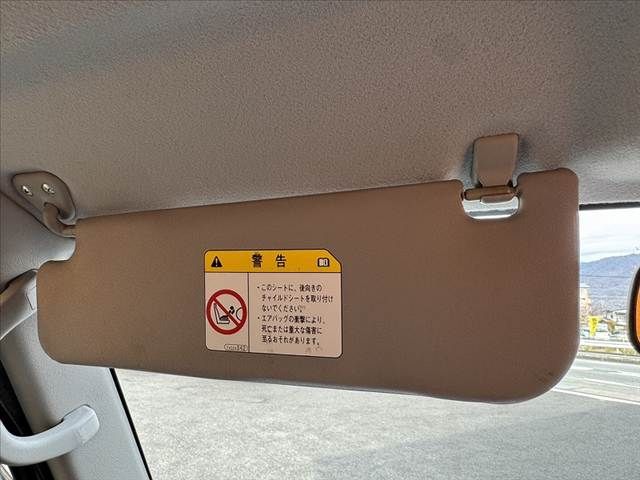 警告
・このシートに、後向きの
チャイルドシートを取り付け
ないでください。
・エアバッグの衝撃により、
死亡または重大な傷害に
至るおそれがあります。